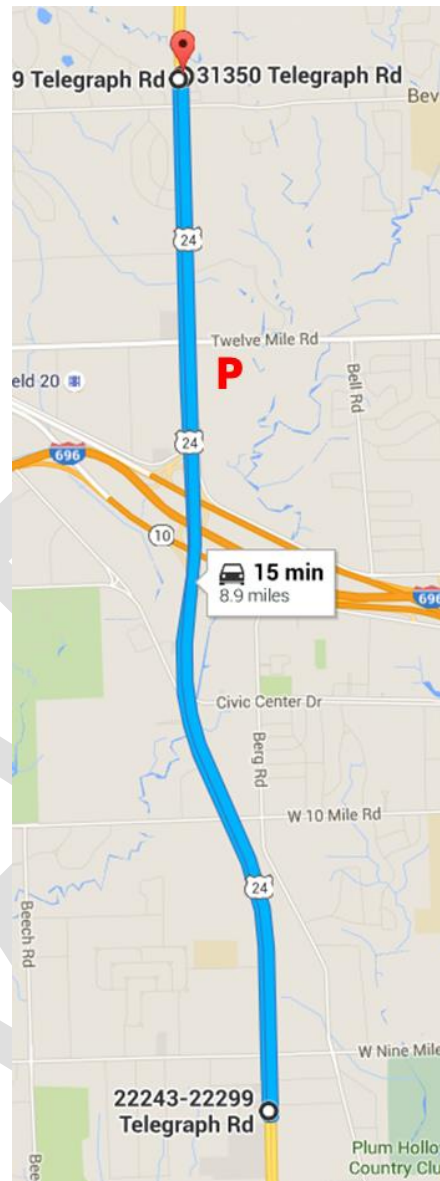 9 Telegraph Rd
31350 Telegraph Rd
Bev
24
Twelve Mile Rd
P
eld 20
Bell Rd
24
696
10
15 min
8.9 miles
696
Civic Center Dr
Berg Rd
W 10 Mile Rd
24
Beech Rd
W Nine Mile
22243-22299
Telegraph Rd
Bee
Plum Hollo
Country Clu